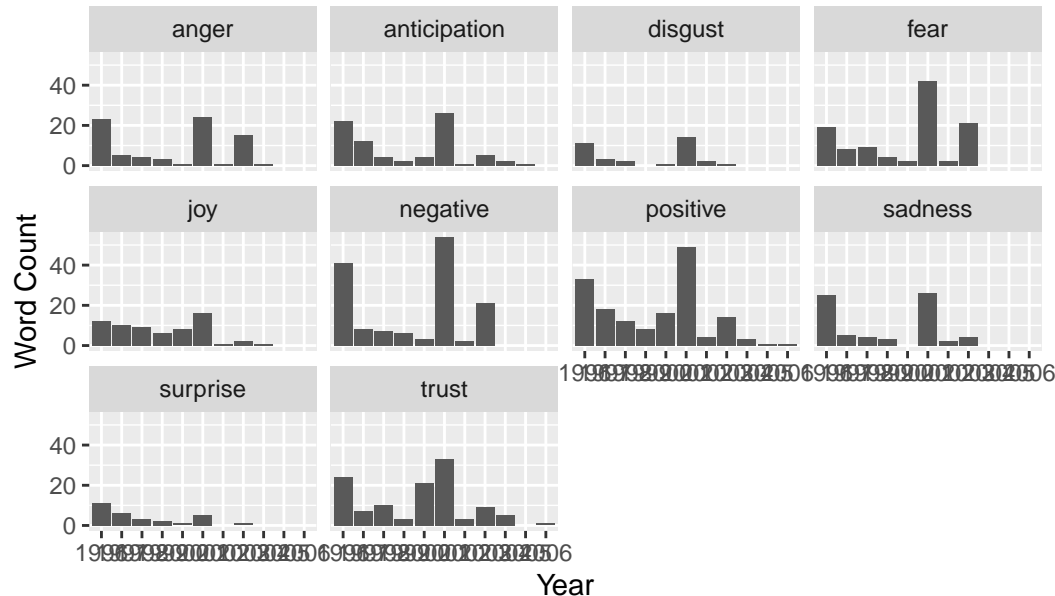 anger anticipation disgust fear
40
20
0
joy negative positive sadness
40
20
0
surprise trust
40
20
0
Word Count
Year